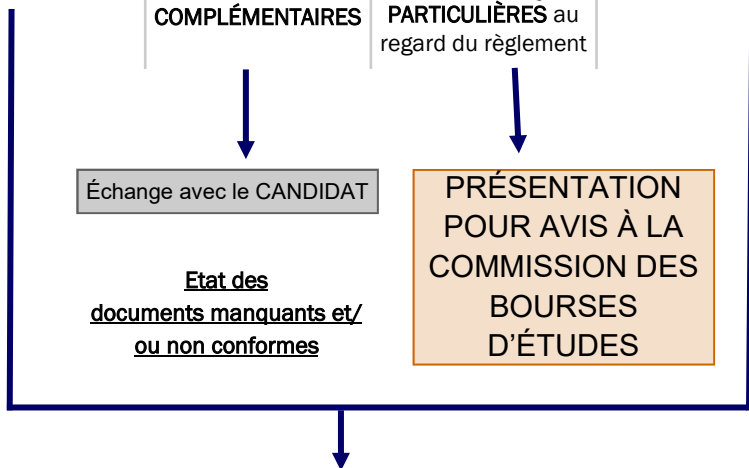 COMPLÉMENTAIRES
PARTICULIÈRES au
regard du règlement
Échange avec le CANDIDAT
Etat des
documents manquants et/
ou non conformes
PRÉSENTATION
POUR AVIS À LA
COMMISSION DES
BOURSES
D’ÉTUDES